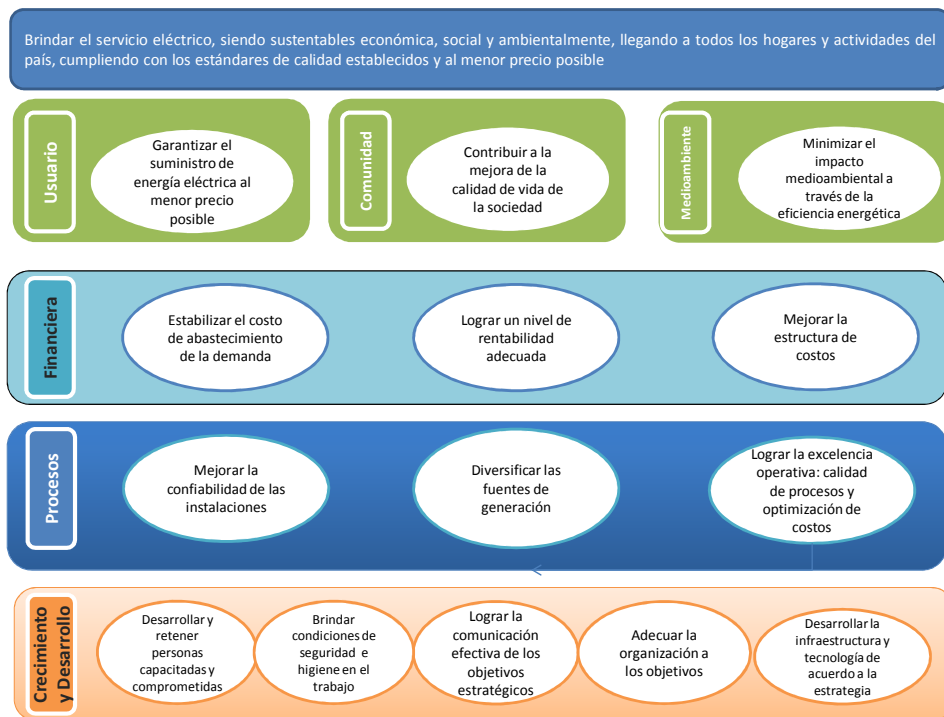 Brindar el servicio eléctrico, siendo sustentables económica, social y ambientalmente, llegando a todos los hogares y actividades del
país, cumpliendo con los estándares de calidad establecidos y al menor precio posible
Usuario
Garantizar el
suministro de
energía eléctrica al
menor precio
posible
Comunidad
Contribuir a la
mejora de la
calidad de vida de
la sociedad
Medioambiente
Minimizar el
impacto
medioambiental a
través de la
eficiencia energética
Financiera
Estabilizar el costo
de abastecimiento
de la demanda
Lograr un nivel de
rentabilidad
adecuada
Mejorar la
estructura de
costos
Procesos
Mejorar la
confiabilidad de las
instalaciones
Diversificar las
fuentes de
generación
Lograr la excelencia
operativa: calidad
de procesos y
optimización de
costos
Crecimiento
y Desarrollo
Desarrollar y
retener
personas
capacitadas y
comprometidas
Brindar
condiciones de
seguridad e
higiene en el
trabajo
Lograr la
comunicación
efectiva de los
objetivos
estratégicos
Adecuar la
organización a
los objetivos
Desarrollar la
infraestructura y
tecnología de
acuerdo a la
estrategia